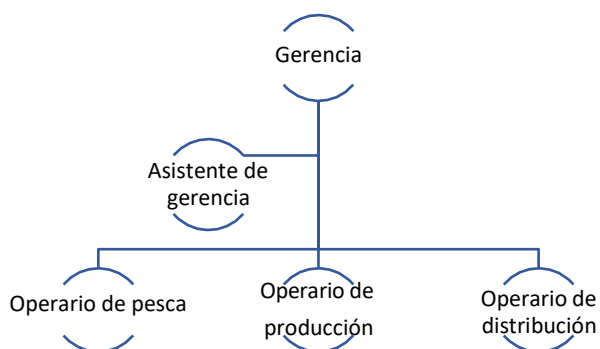 Gerencia
Asistente de
gerencia
Operario de pesca
Operario de
producción
Operario de
distribución